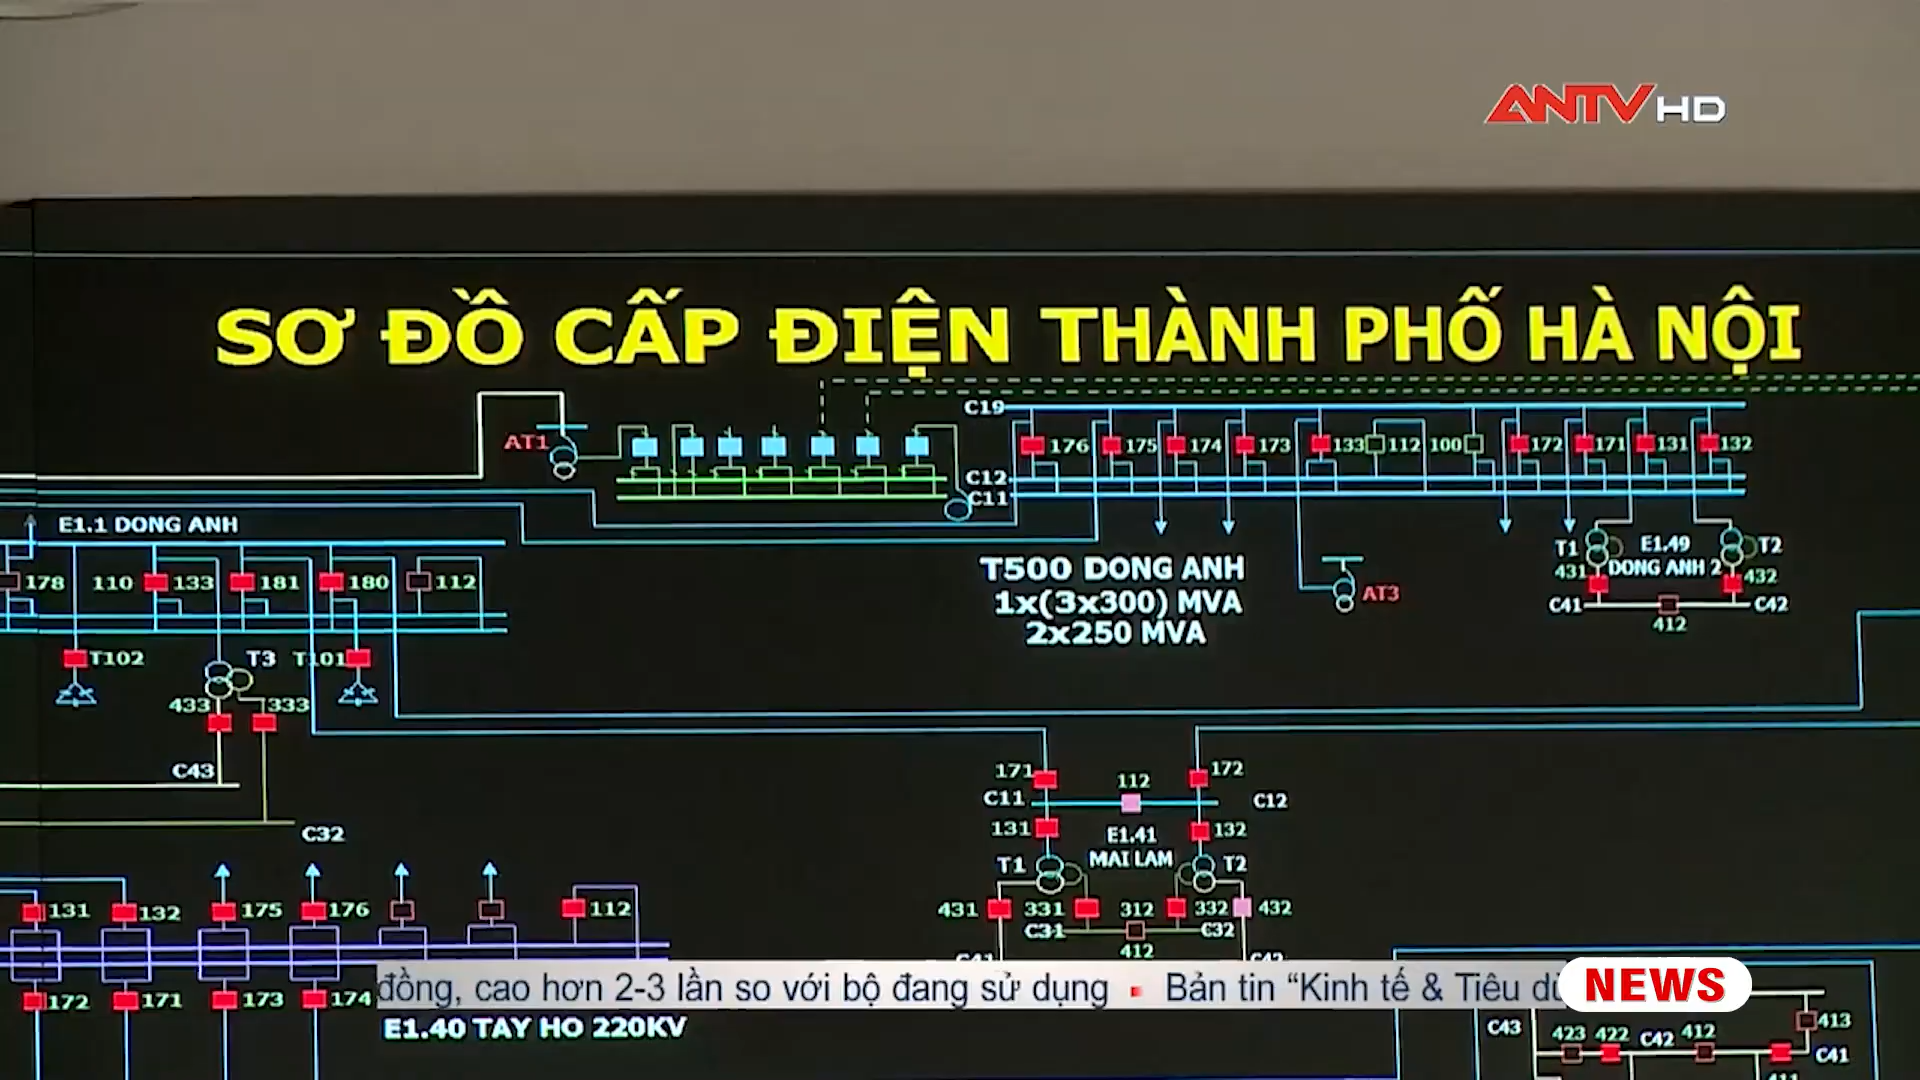 ANTV HD
SƠ ĐỒ CẤP ĐIỆN THÀNH PHỐ HÀ NỘI
C19
AT1
176 175 174 173 133 112 100 172 171 131 132
C12
C11
E1.1 DONG ANH
T500 DONG ANH
1x(3x300) MVA
2x250 MVA
T1 E1.49 T2
431 DONG ANH 2 432
C41 C42
412
AT3
178 110 133 181 180 112
T102 T3 T101
433 333
C43
C32
171 112 172
C11 C12
131 E1.41 132
MAI LAM
T1 T2
431 331 312 332 432
C31 C32
412
131 132 175 176 112
172 171 173 174
đồng, cao hơn 2-3 lần so với bộ đang sử dụng ▪ Bản tin “Kinh tế & Tiêu
NEWS
E1.40 TAY HO 220KV
C43 423 422 C42 412 413
C41